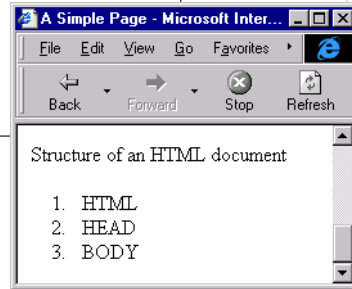 A Simple Page - Microsoft Inter...
File Edit View Go Favorites
Back Forward Stop Refresh
Structure of an HTML document
1. HTML
2. HEAD
3. BODY